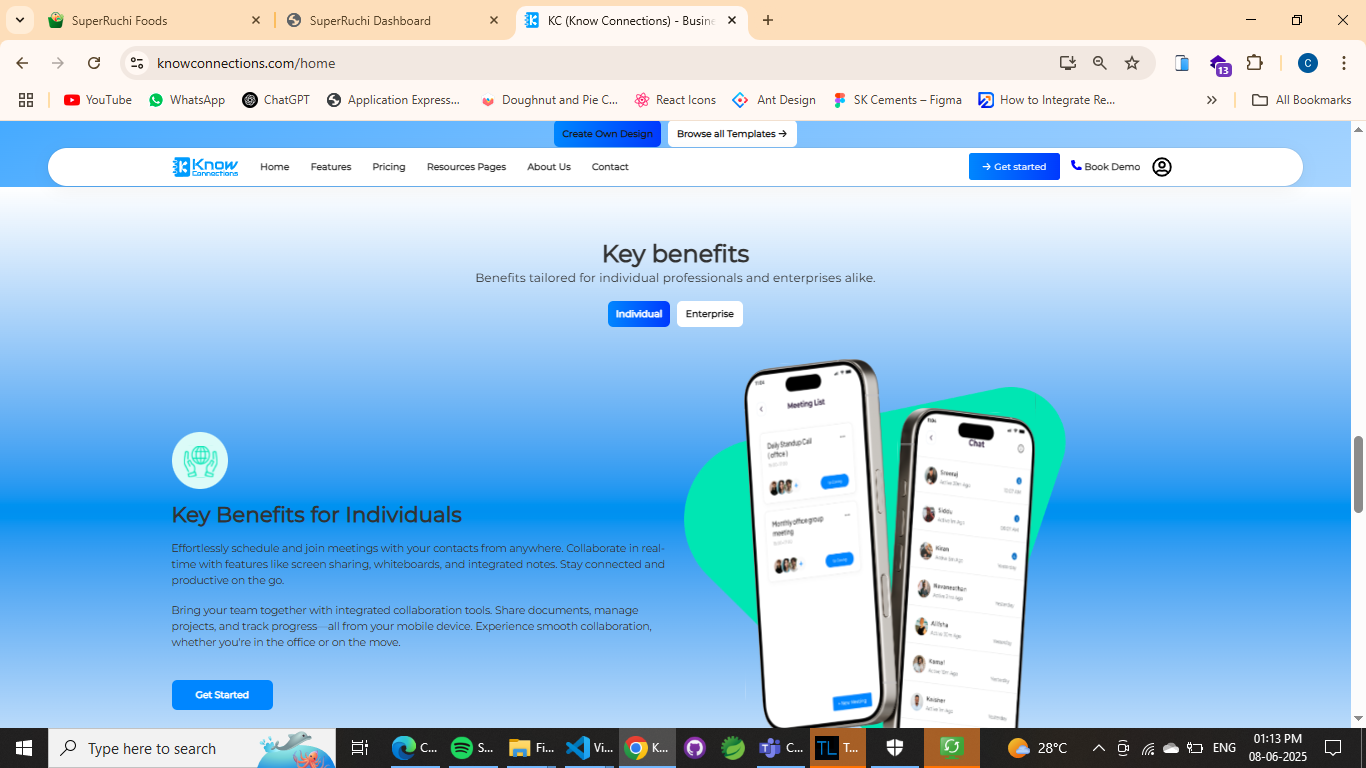 SuperRuchi Foods
SuperRuchi Dashboard
KC (Know Connections) - Busine
knowconnections.com/home
13
C
YouTube
WhatsApp
ChatGPT
Application Express...
Doughnut and Pie C...
React Icons
Ant Design
SK Cements – Figma
How to Integrate Re...
All Bookmarks
Create Own Design
Browse all Templates →
Know
Connections
Home
Features
Pricing
Resources Pages
About Us
Contact
→ Get started
Book Demo
Key benefits
Benefits tailored for individual professionals and enterprises alike.
Individual
Enterprise
Key Benefits for Individuals
Effortlessly schedule and join meetings with your contacts from anywhere. Collaborate in real-
time with features like screen sharing, whiteboards, and integrated notes. Stay connected and
productive on the go.
Bring your team together with integrated collaboration tools. Share documents, manage
projects, and track progress—all from your mobile device. Experience smooth collaboration,
whether you're in the office or on the move.
Get Started
Meeting List
Daily Standup Call
( office )
Monthly office group
meeting
+ New Meeting
Chat
Sreeraj
Siddu
Kiran
Navaneethan
Kamal
Yesterday
Type here to search
C...
S...
Fi...
Vi...
K...
C...
TL
T...
28°C
ENG
01:13 PM
08-06-2025